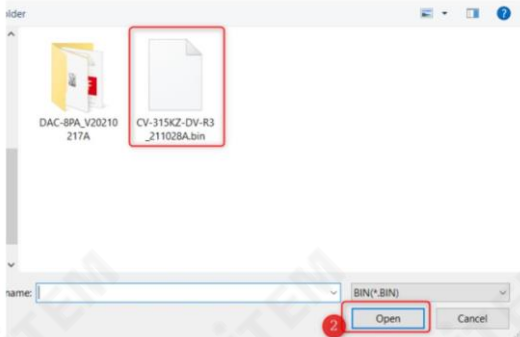 older
?
DAC-8PA_V20210
217A
CV-315KZ-DV-R3
_211028A.bin
name:
BIN(*.BIN)
2
Open
Cancel